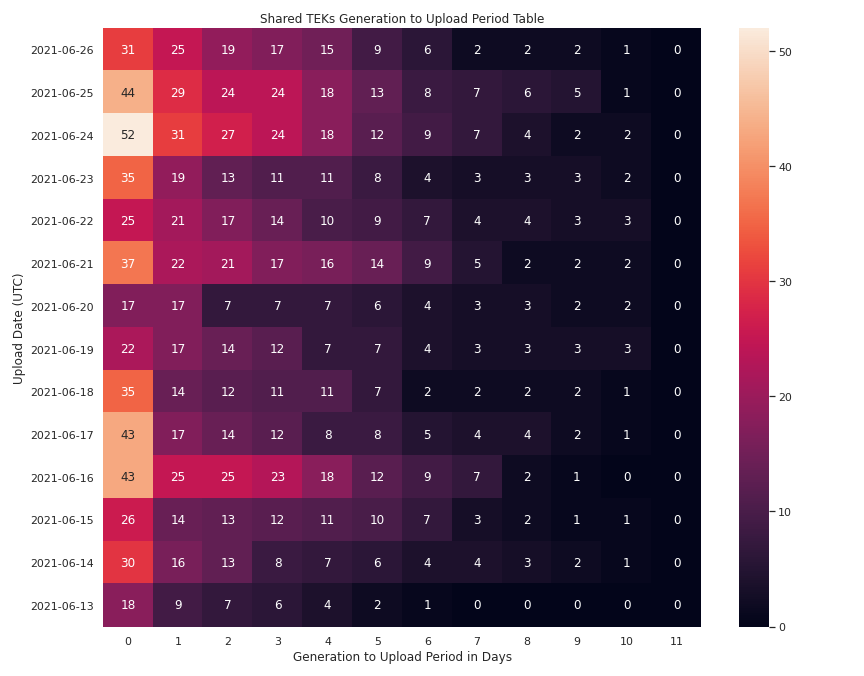 Shared TEKs Generation to Upload Period Table
Upload Date (UTC)
2021-06-26 31 25 19 17 15 9 6 2 2 2 1 0
2021-06-25 44 29 24 24 18 13 8 7 6 5 1 0
2021-06-24 52 31 27 24 18 12 9 7 4 2 2 0
2021-06-23 35 19 13 11 11 8 4 3 3 3 2 0
2021-06-22 25 21 17 14 10 9 7 4 4 3 3 0
2021-06-21 37 22 21 17 16 14 9 5 2 2 2 0
2021-06-20 17 17 7 7 7 6 4 3 3 2 2 0
2021-06-19 22 17 14 12 7 7 4 3 3 3 3 0
2021-06-18 35 14 12 11 11 7 2 2 2 2 1 0
2021-06-17 43 17 14 12 8 8 5 4 4 2 1 0
2021-06-16 43 25 25 23 18 12 9 7 2 1 0 0
2021-06-15 26 14 13 12 11 10 7 3 2 1 1 0
2021-06-14 30 16 13 8 7 6 4 4 3 2 1 0
2021-06-13 18 9 7 6 4 2 1 0 0 0 0 0
0 1 2 3 4 5 6 7 8 9 10 11
Generation to Upload Period in Days
50
40
30
20
10
0